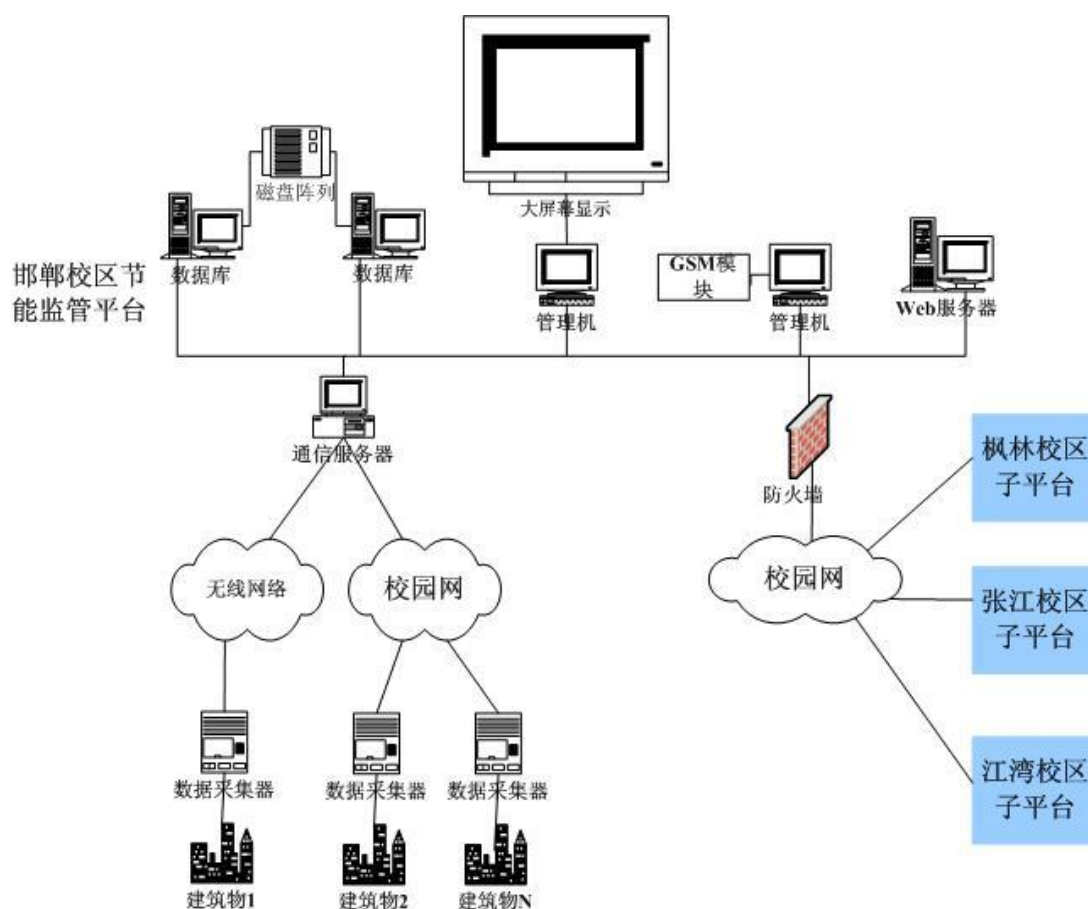 磁盘阵列
大屏幕显示
数据库
数据库
邯郸校区节
能监管平台
管理机
GSM模
块
管理机
Web服务器
通信服务器
防火墙
枫林校区
子平台
无线网络
校园网
校园网
张江校区
子平台
数据采集器
数据采集器
数据采集器
江湾校区
子平台
建筑物1
建筑物2
建筑物N